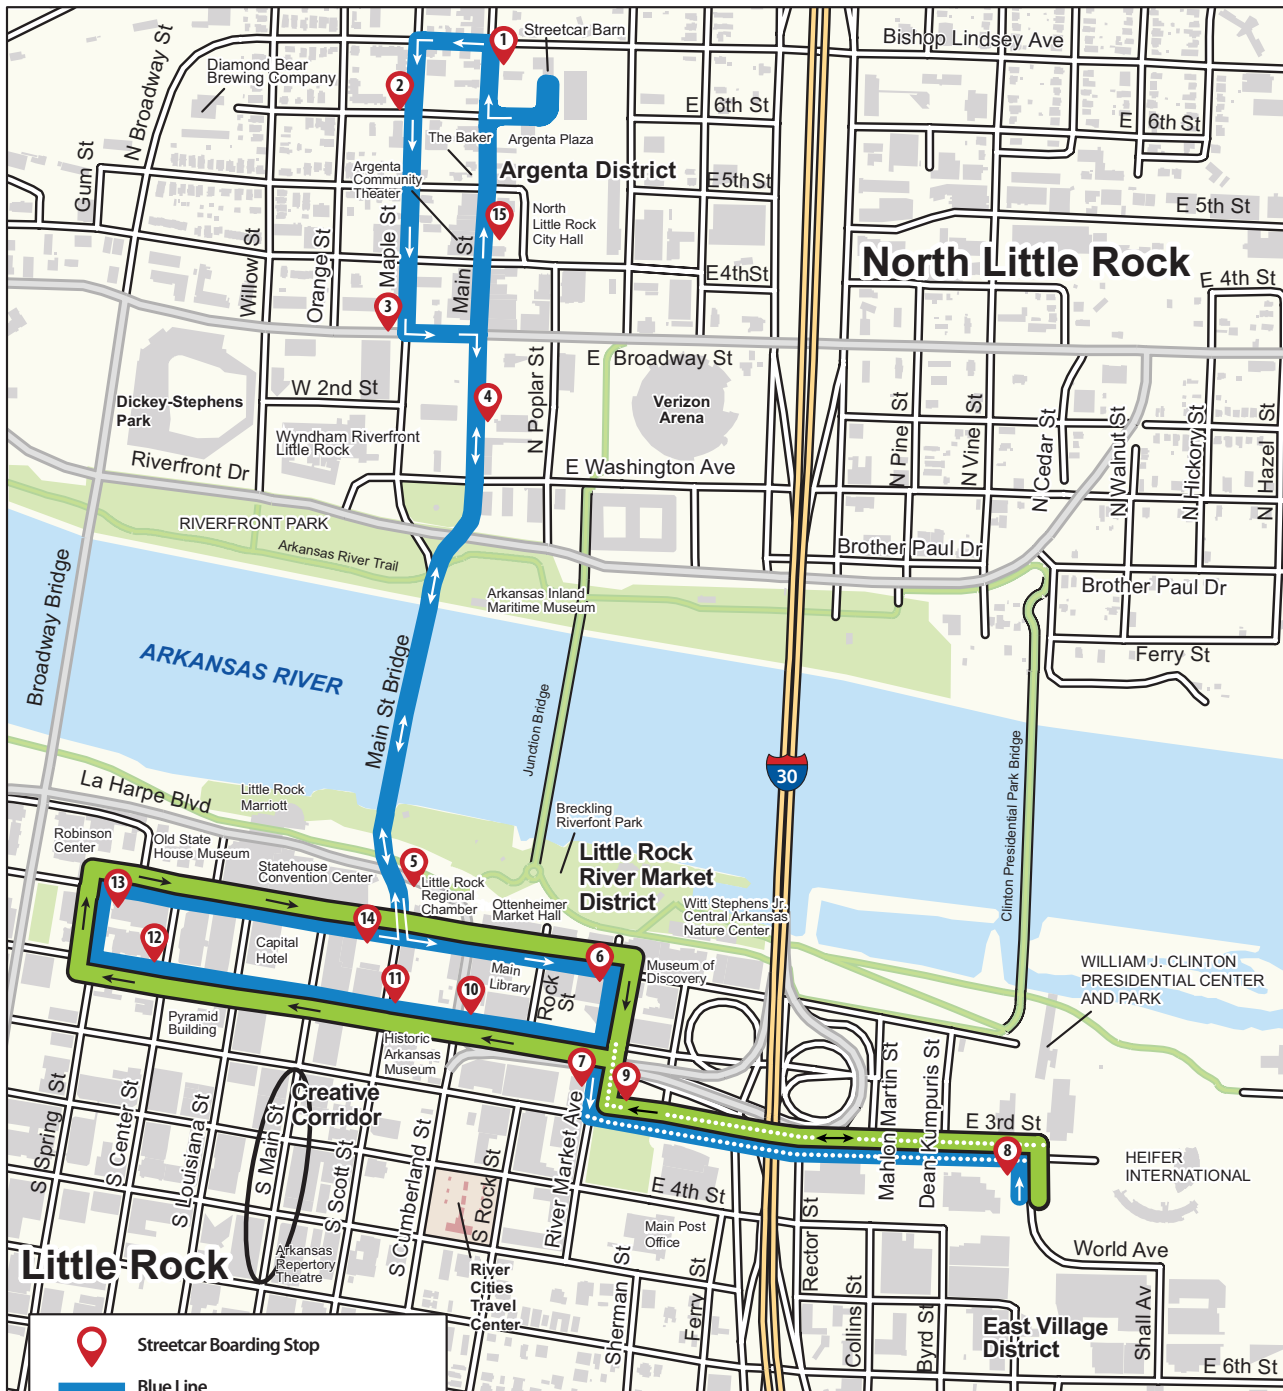 Streetcar Barn
Bishop Lindsey Ave
N Broadway St
Diamond Bear
Brewing Company
1
2
E 6th St
E 6th St
The Baker
Argenta Plaza
Gum St
Argenta
Community
Theater
Argenta District
E 5th St
E 5th St
15
North
Little Rock
City Hall
Maple St
Main St
Willow St
Orange St
North Little Rock
E 4th St
E 4th St
3
E Broadway St
W 2nd St
N Poplar St
Dickey-Stephens
Park
4
Verizon
Arena
N Pine St
N Vine St
N Cedar St
N Walnut St
N Hickory St
N Hazel St
Wyndham Riverfront
Little Rock
Riverfront Dr
E Washington Ave
RIVERFRONT PARK
Arkansas River Trail
Brother Paul Dr
Brother Paul Dr
Arkansas Inland
Maritime Museum
Broadway Bridge
ARKANSAS RIVER
Main St Bridge
Ferry St
Junction Bridge
30
Clinton Presidential Park Bridge
La Harpe Blvd
Little Rock
Marriott
Breckling
Riverfont Park
Robinson
Center
Old State
House Museum
Statehouse
Convention Center
5
Little Rock
Regional
Chamber
Little Rock
River Market
District
Ottenheimer
Market Hall
Witt Stephens Jr.
Central Arkansas
Nature Center
13
14
12
Capital
Hotel
11
10
Main
Library
Rock
St
6
Museum of
Discovery
WILLIAM J. CLINTON
PRESIDENTIAL CENTER
AND PARK
Pyramid
Building
Historic
Arkansas
Museum
7
9
Creative
Corridor
River Market Ave
Mahlon Martin St
Dean Kumpuris St
E 3rd St
8
HEIFER
INTERNATIONAL
S Spring St
S Center St
S Louisiana St
S Main St
S Scott St
S Cumberland St
S Rock St
E 4th St
Main Post
Office
Rector St
World Ave
Little Rock
Arkansas
Repertory
Theatre
River
Cities
Travel
Center
Sherman St
Ferry St
Collins St
Byrd St
Shall Av
East Village
District
E 6th St
Streetcar Boarding Stop
Blue Line